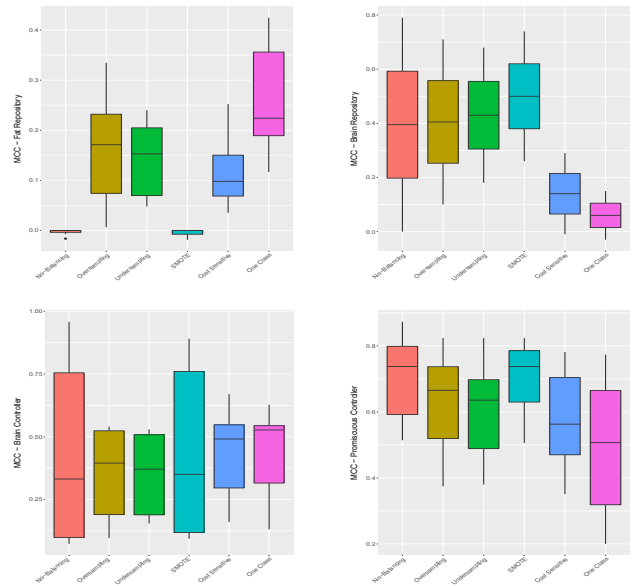 MCC − Fat Repository
0.4
0.3
0.2
0.1
0.0
No-Balancing
Oversampling
Undersampling
SMOTE
Cost Sensitive
One Class
MCC − Brain Repository
0.8
0.6
0.4
0.2
0.0
No-Balancing
Oversampling
Undersampling
SMOTE
Cost Sensitive
One Class
MCC − Brain Controller
1.00
0.75
0.50
0.25
No-Balancing
Oversampling
Undersampling
SMOTE
Cost Sensitive
One Class
MCC − Promiscuous Controller
0.8
0.6
0.4
0.2
No-Balancing
Oversampling
Undersampling
SMOTE
Cost Sensitive
One Class